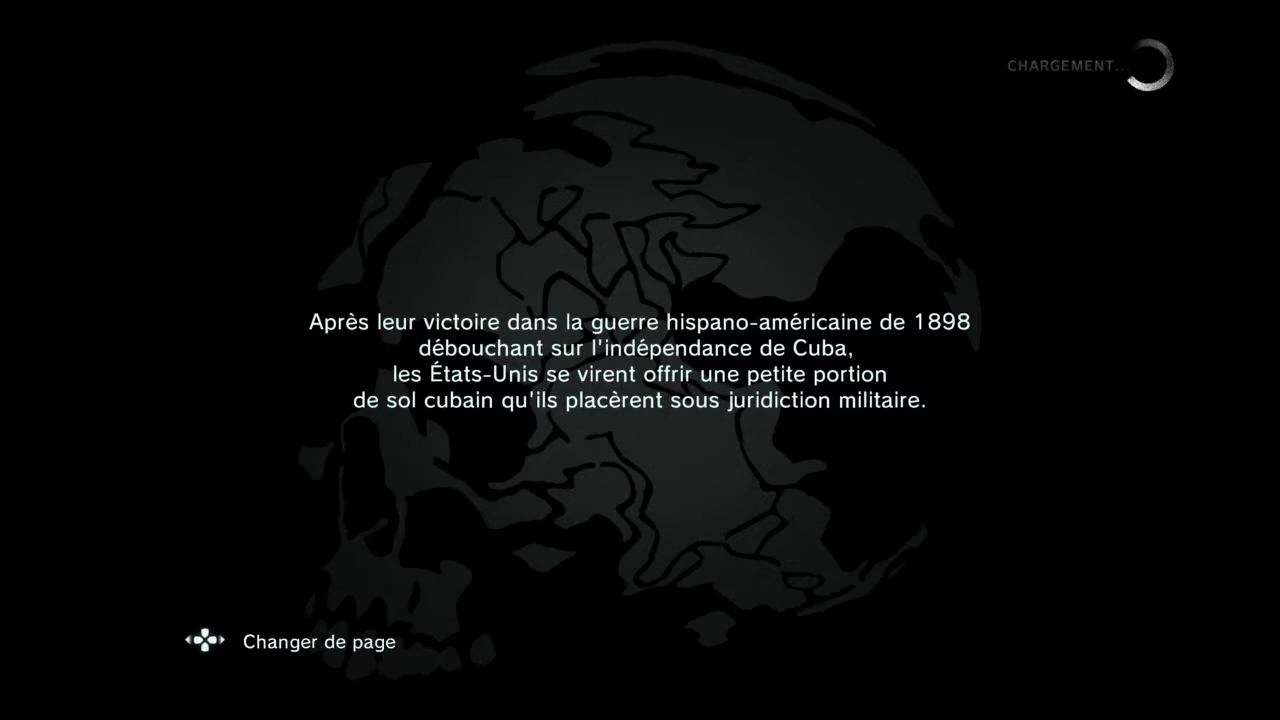 CHARGEMENT...
Après leur victoire dans la guerre hispano-américaine de 1898
débouchant sur l'indépendance de Cuba,
les États-Unis se virent offrir une petite portion
de sol cubain qu'ils placèrent sous juridiction militaire.
Changer de page